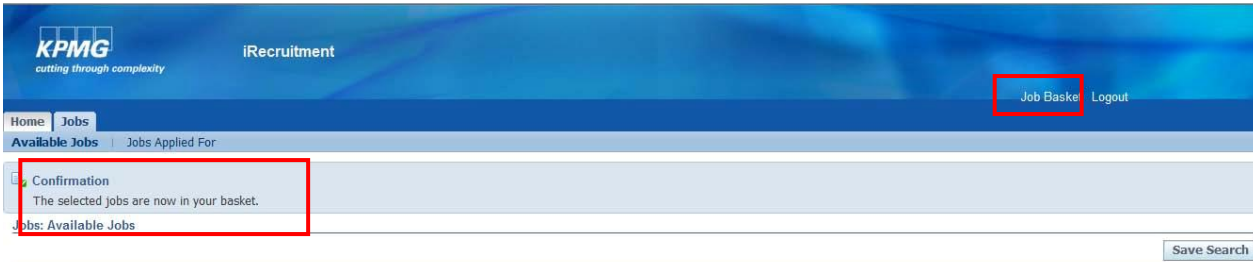 KPMG
cutting through complexity
iRecruitment
Job Basket Logout
Home Jobs
Available Jobs | Jobs Applied For
Confirmation
The selected jobs are now in your basket.
Jobs: Available Jobs
Save Search